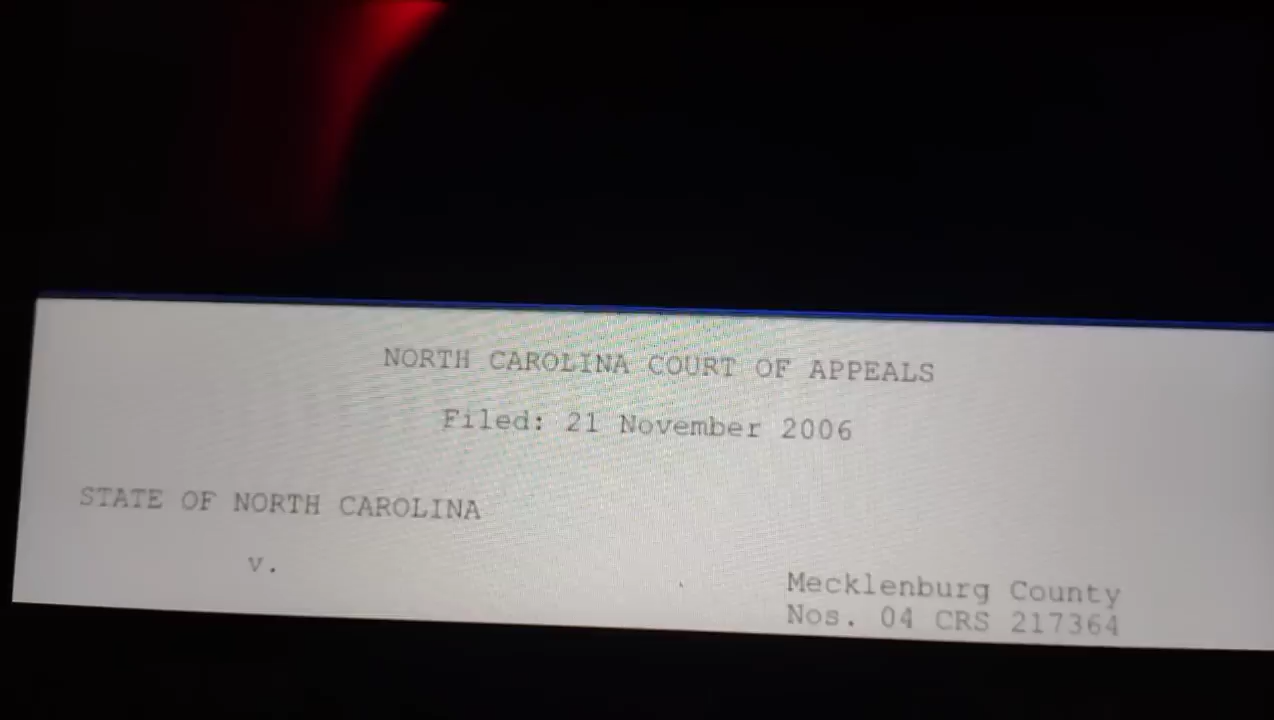 NORTH CAROLINA COURT OF APPEALS
Filed: 21 November 2006
STATE OF NORTH CAROLINA
v.
Mecklenburg County
Nos. 04 CRS 217364